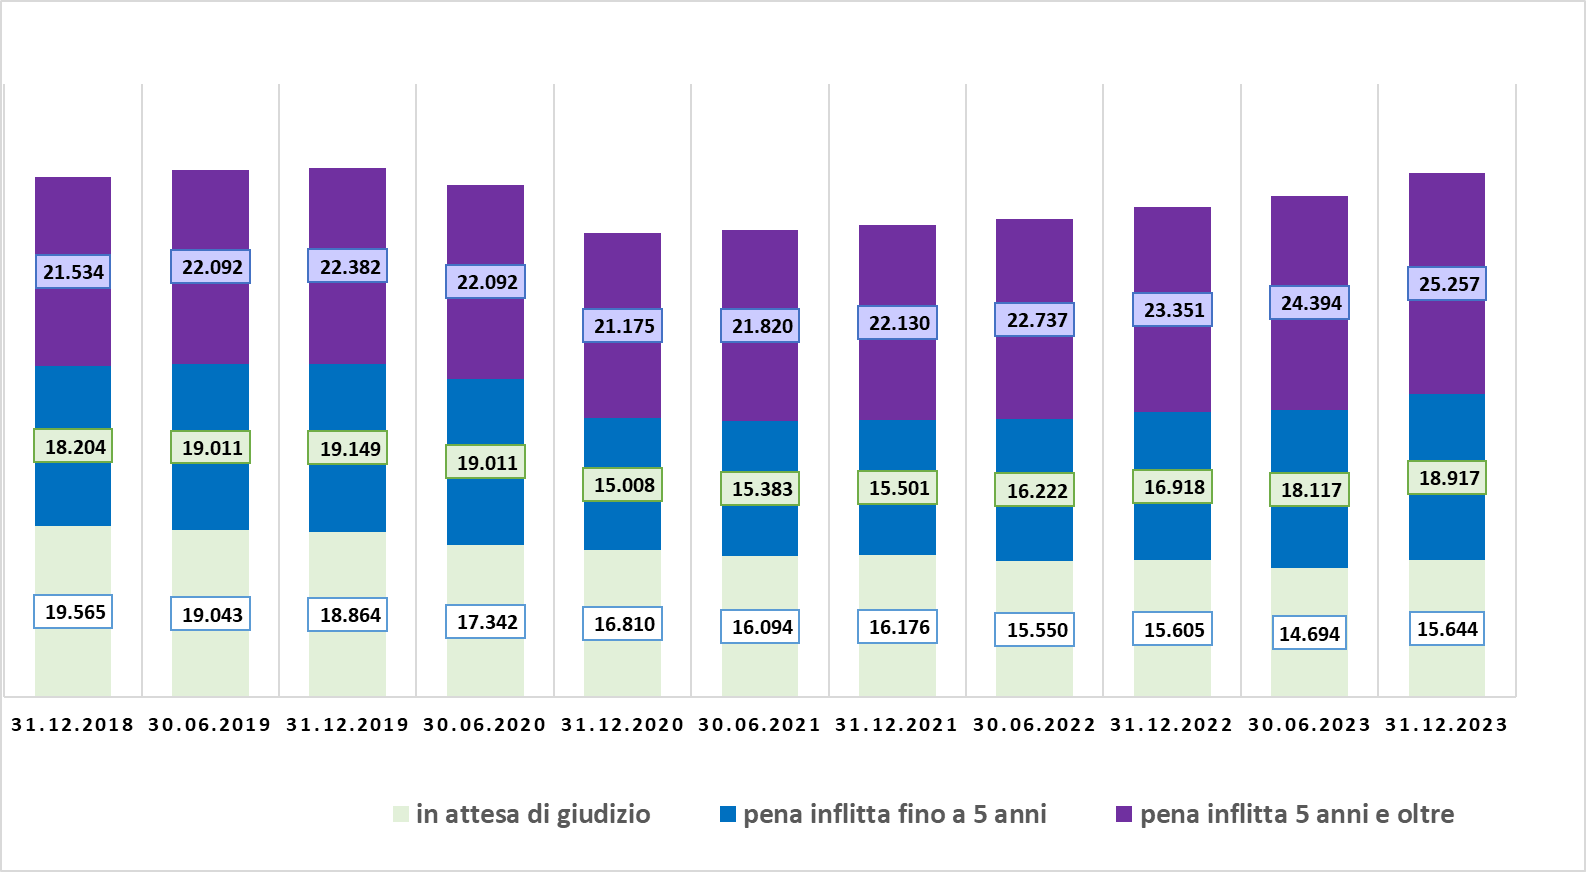 21.534 22.092 22.382 22.092 21.175 21.820 22.130 22.737 23.351 24.394 25.257
18.204 19.011 19.149 19.011 15.008 15.383 15.501 16.222 16.918 18.117 18.917
19.565 19.043 18.864 17.342 16.810 16.094 16.176 15.550 15.605 14.694 15.644
31.12.2018 30.06.2019 31.12.2019 30.06.2020 31.12.2020 30.06.2021 31.12.2021 30.06.2022 31.12.2022 30.06.2023 31.12.2023
in attesa di giudizio pena inflitta fino a 5 anni pena inflitta 5 anni e oltre